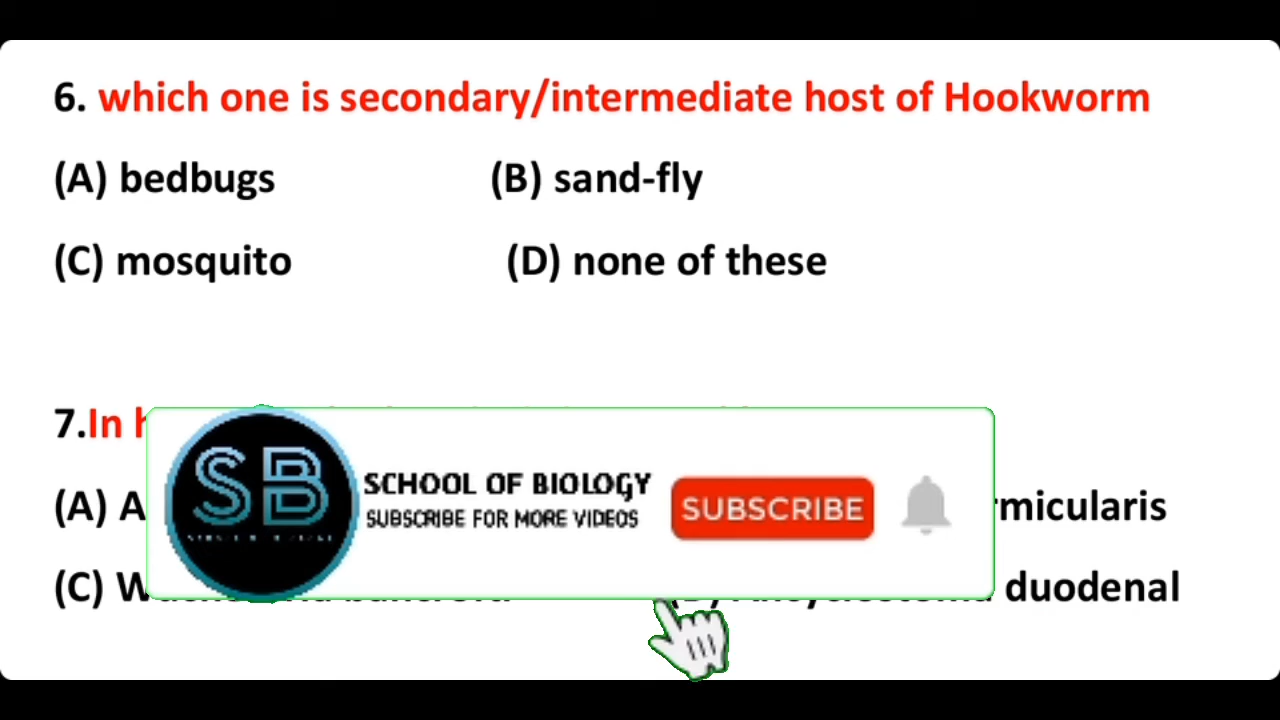 6. which one is secondary/intermediate host of Hookworm
(A) bedbugs (B) sand-fly
(C) mosquito (D) none of these
7.In
SCHOOL OF BIOLOGY
SUBSCRIBE FOR MORE VIDEOS
SUBSCRIBE
SB
(A) A rmicularis
(C) duodenal